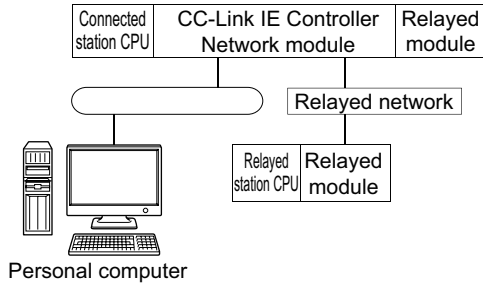 Connected
station CPU
CC-Link IE Controller
Network module
Relayed
module
Relayed network
Relayed
station CPU
Relayed
module
Personal computer